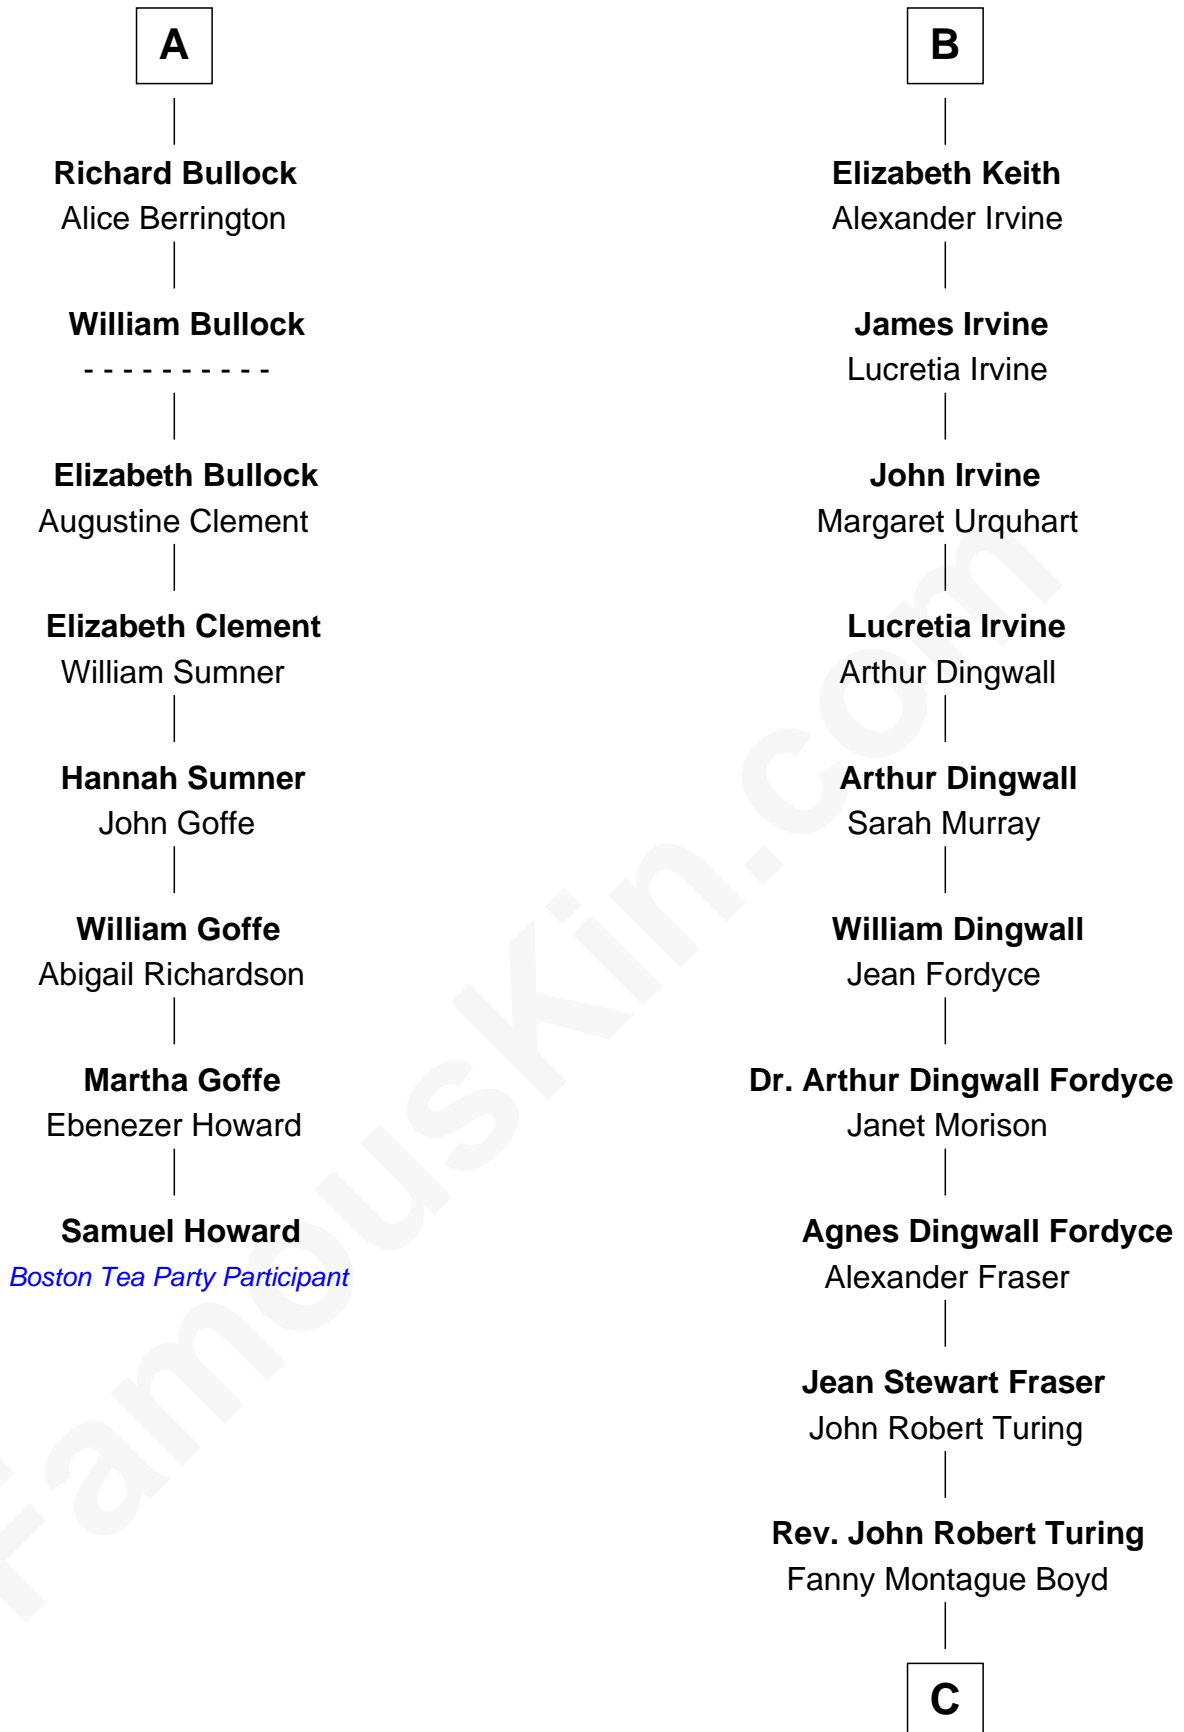 A
Richard Bullock
Alice Berrington
William Bullock
- - - - - - - - - -
Elizabeth Bullock
Augustine Clement
Elizabeth Clement
William Sumner
Hannah Sumner
John Goffe
William Goffe
Abigail Richardson
Martha Goffe
Ebenezer Howard
Samuel Howard
Boston Tea Party Participant
B
Elizabeth Keith
Alexander Irvine
James Irvine
Lucretia Irvine
John Irvine
Margaret Urquhart
Lucretia Irvine
Arthur Dingwall
Arthur Dingwall
Sarah Murray
William Dingwall
Jean Fordyce
Dr. Arthur Dingwall Fordyce
Janet Morison
Agnes Dingwall Fordyce
Alexander Fraser
Jean Stewart Fraser
John Robert Turing
Rev. John Robert Turing
Fanny Montague Boyd
C
FamousKin.com